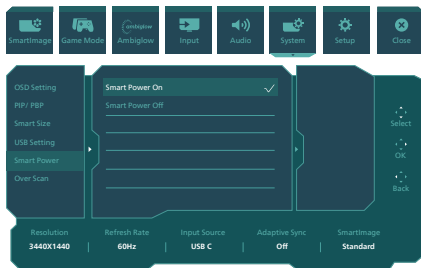 SmartImage
Game Mode
ambiglow
Ambiglow
Input
Audio
System
Setup
Close
OSD Setting
PIP/ PBP
Smart Size
USB Setting
Smart Power
Over Scan
Smart Power On
Smart Power Off
Select
OK
Back
Resolution
Refresh Rate
Input Source
Adaptive Sync
SmartImage
3440X1440
60Hz
USB C
Off
Standard